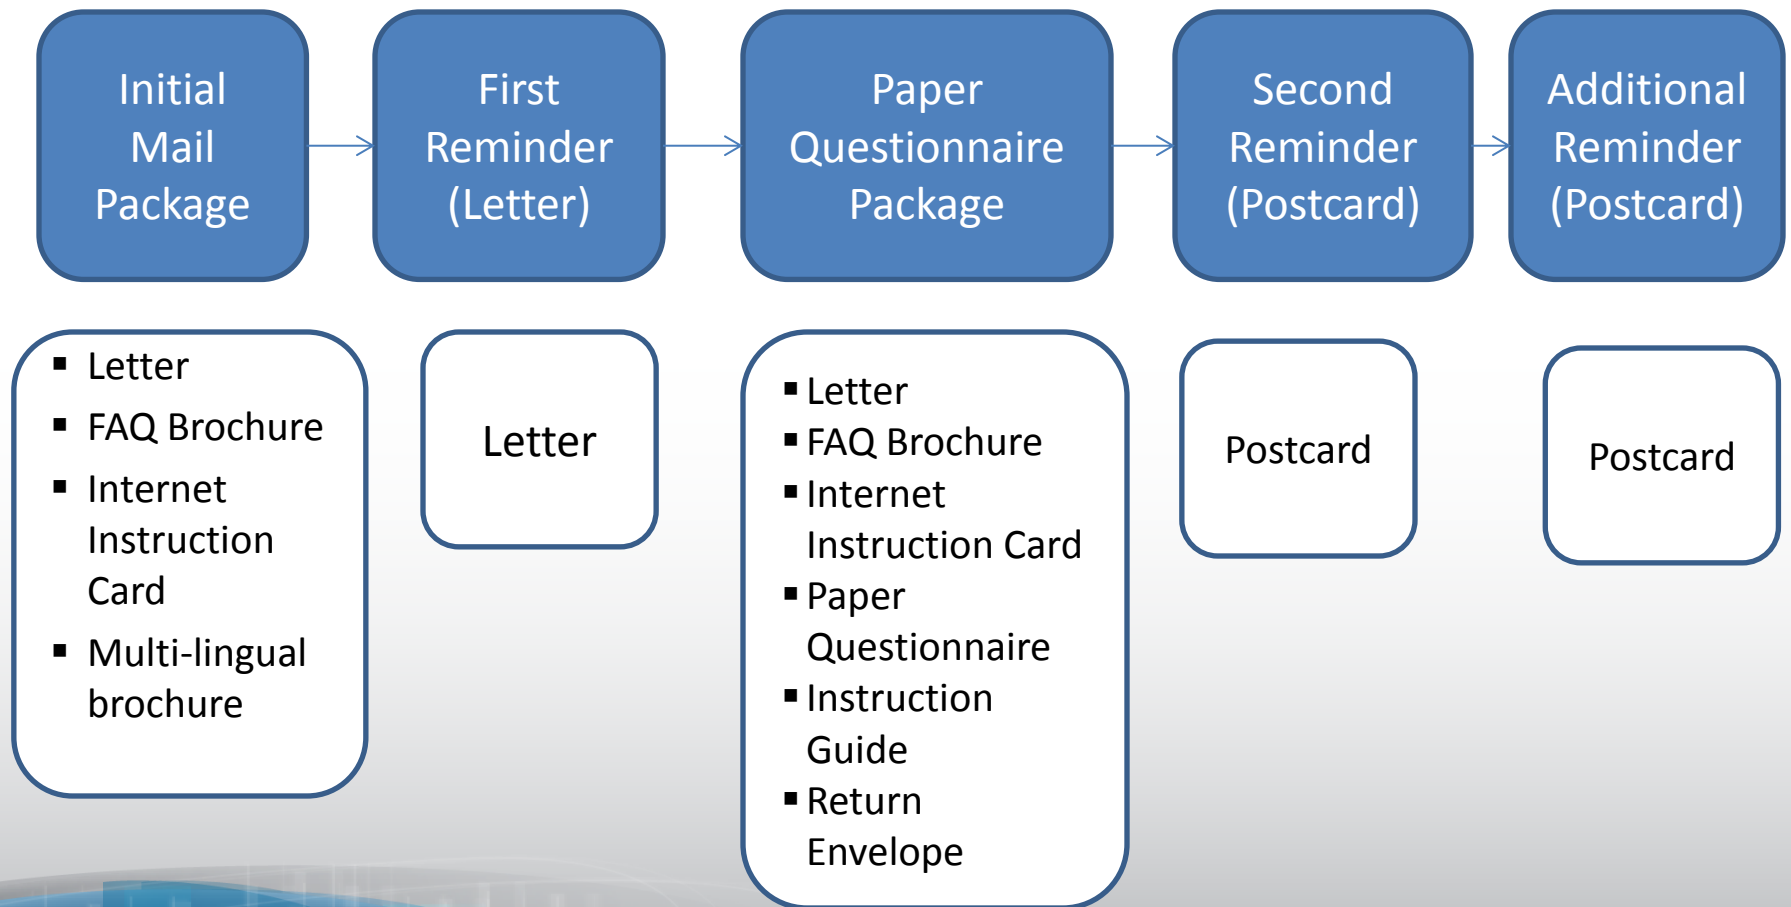 Initial
Mail
Package
First
Reminder
(Letter)
Paper
Questionnaire
Package
Second
Reminder
(Postcard)
Additional
Reminder
(Postcard)
▪ Letter
▪ FAQ Brochure
▪ Internet
Instruction
Card
▪ Multi-lingual
brochure
Letter
▪ Letter
▪ FAQ Brochure
▪ Internet
Instruction Card
▪ Paper
Questionnaire
▪ Instruction
Guide
▪ Return
Envelope
Postcard
Postcard